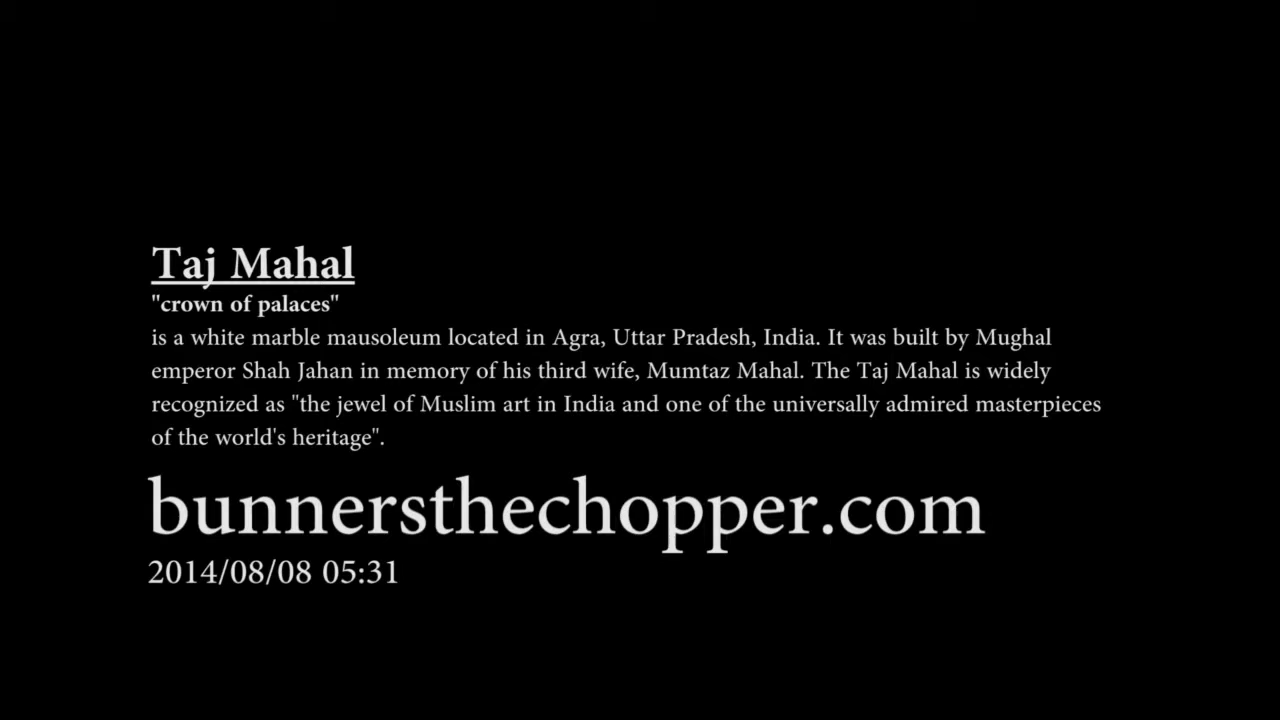 Taj Mahal
"crown of palaces"
is a white marble mausoleum located in Agra, Uttar Pradesh, India. It was built by Mughal
emperor Shah Jahan in memory of his third wife, Mumtaz Mahal. The Taj Mahal is widely
recognized as "the jewel of Muslim art in India and one of the universally admired masterpieces
of the world's heritage".
bunnersthechopper.com
2014/08/08 05:31